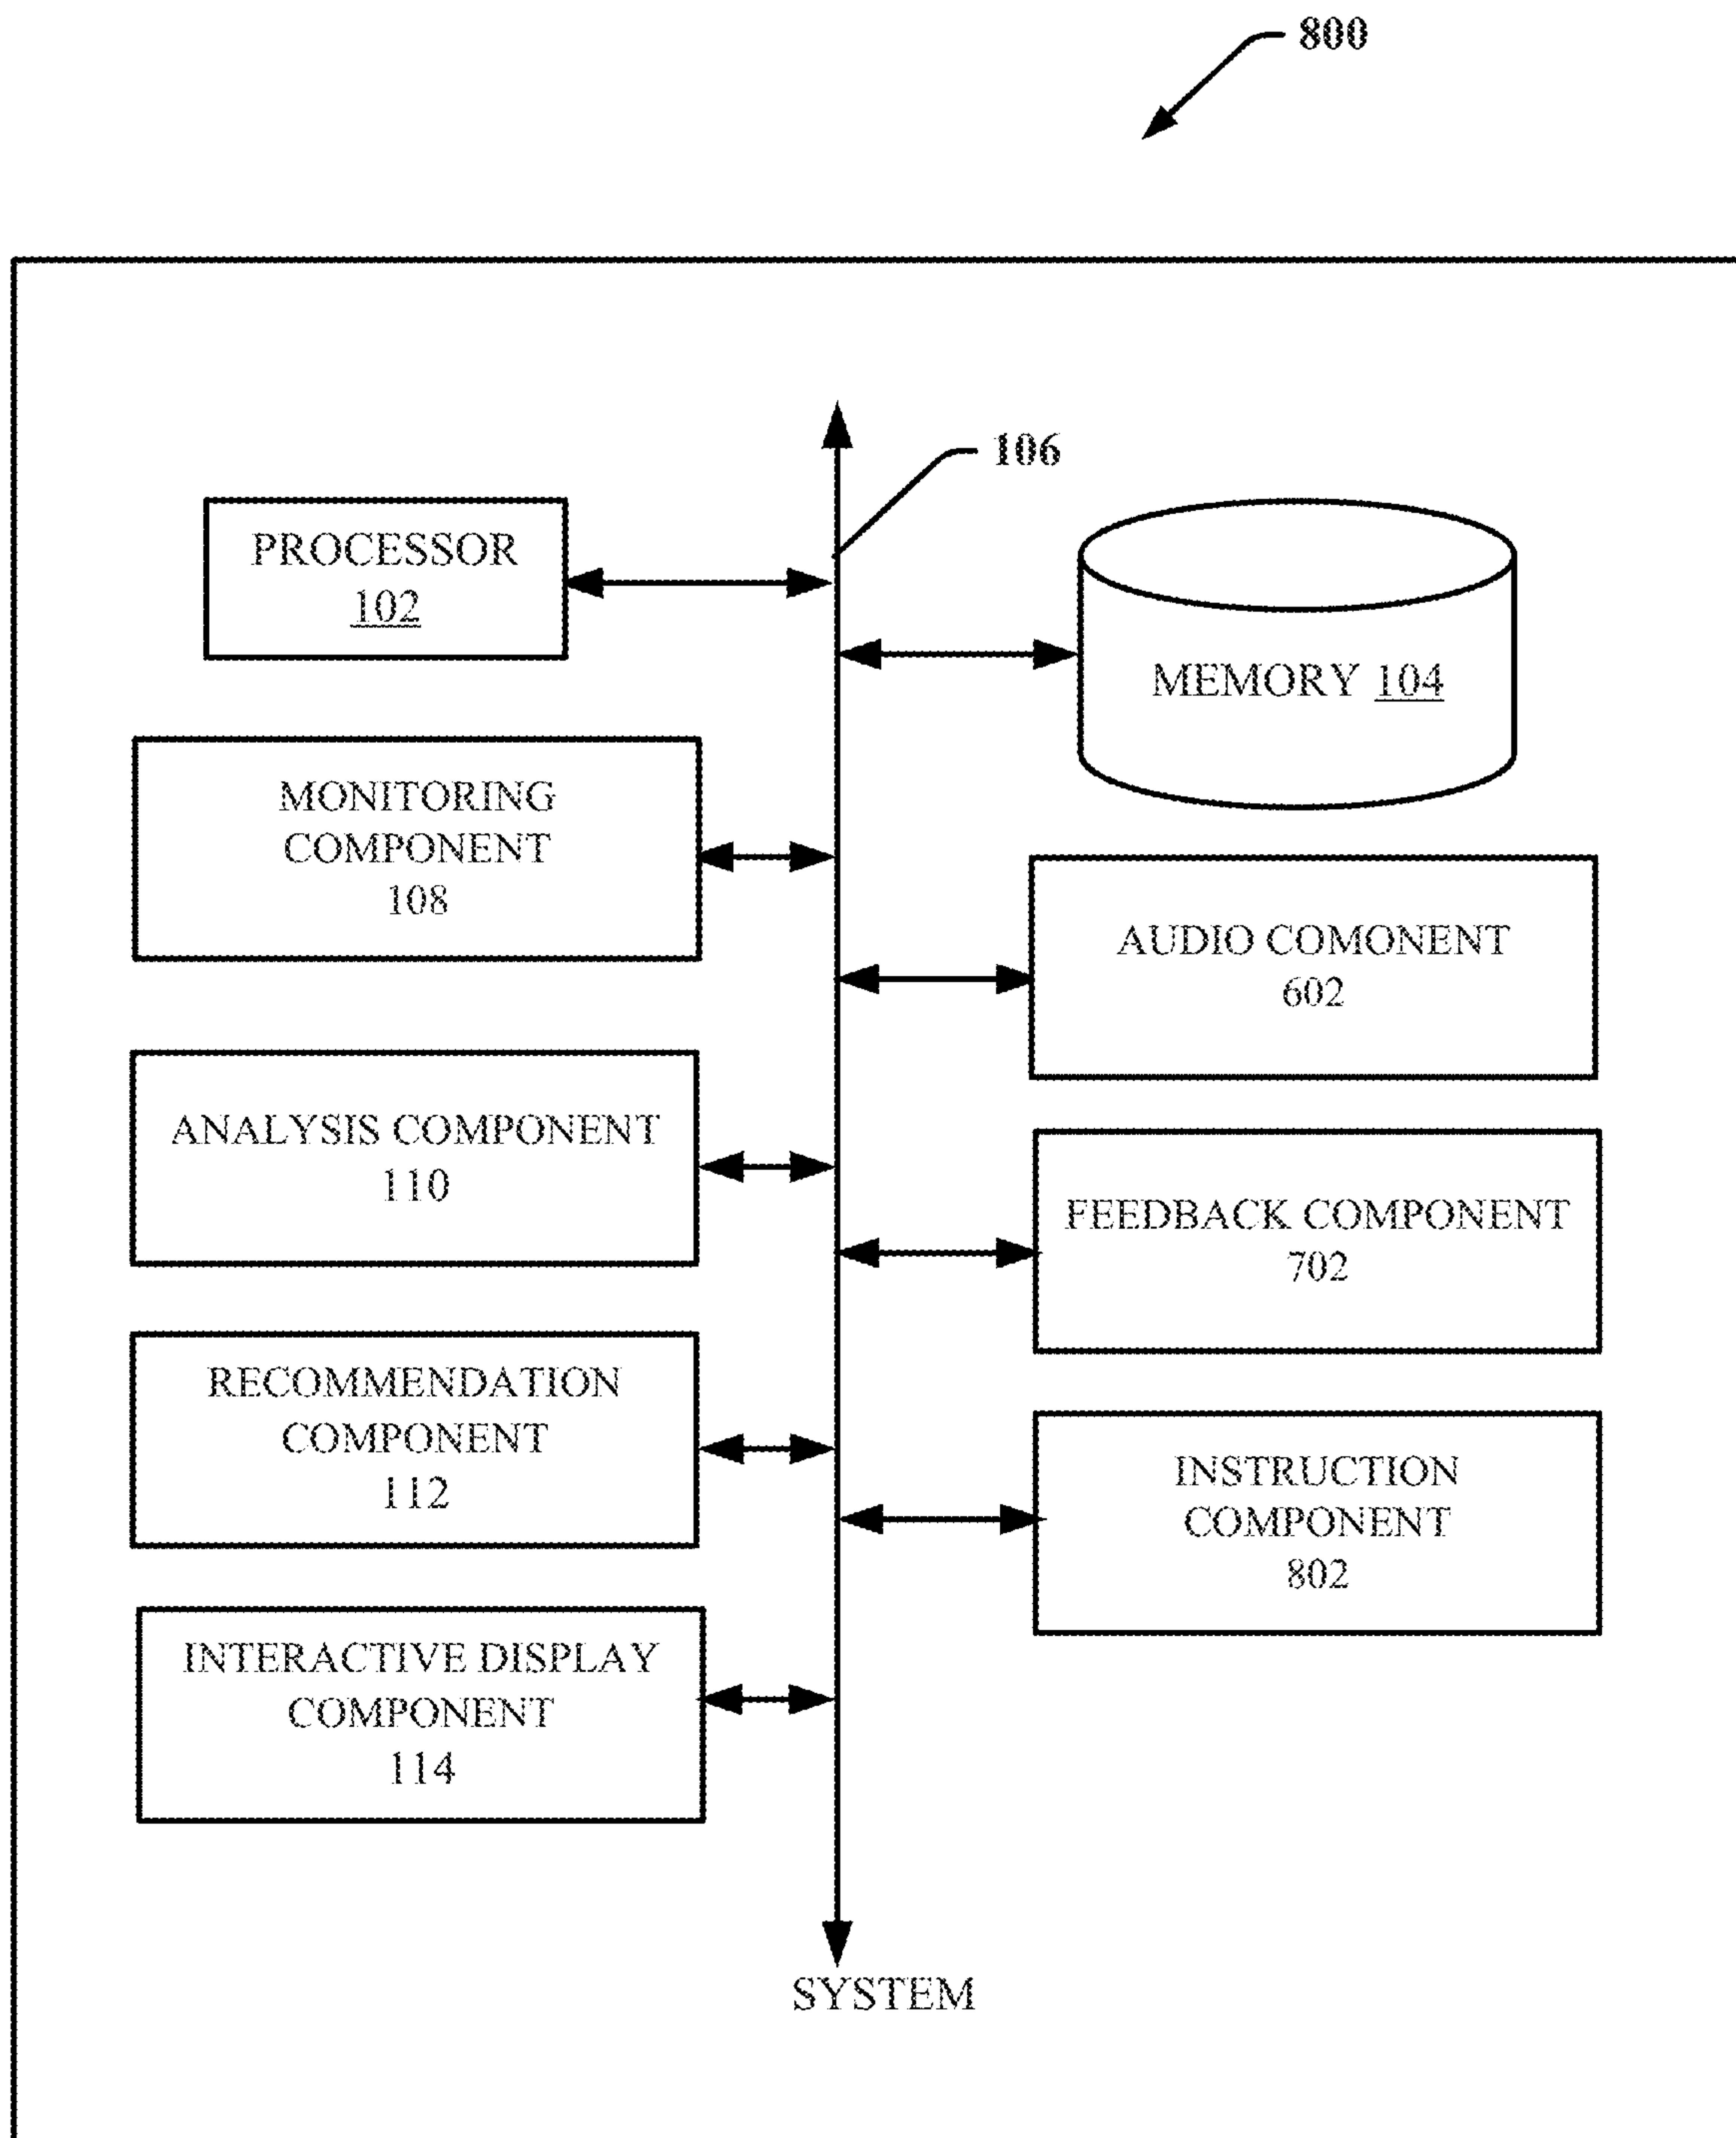 800
106
PROCESSOR
102
MEMORY 104
MONITORING
COMPONENT
108
AUDIO COMONENT
602
ANALYSIS COMPONENT
110
FEEDBACK COMPONENT
702
RECOMMENDATION
COMPONENT
112
INSTRUCTION
COMPONENT
802
INTERACTIVE DISPLAY
COMPONENT
114
SYSTEM